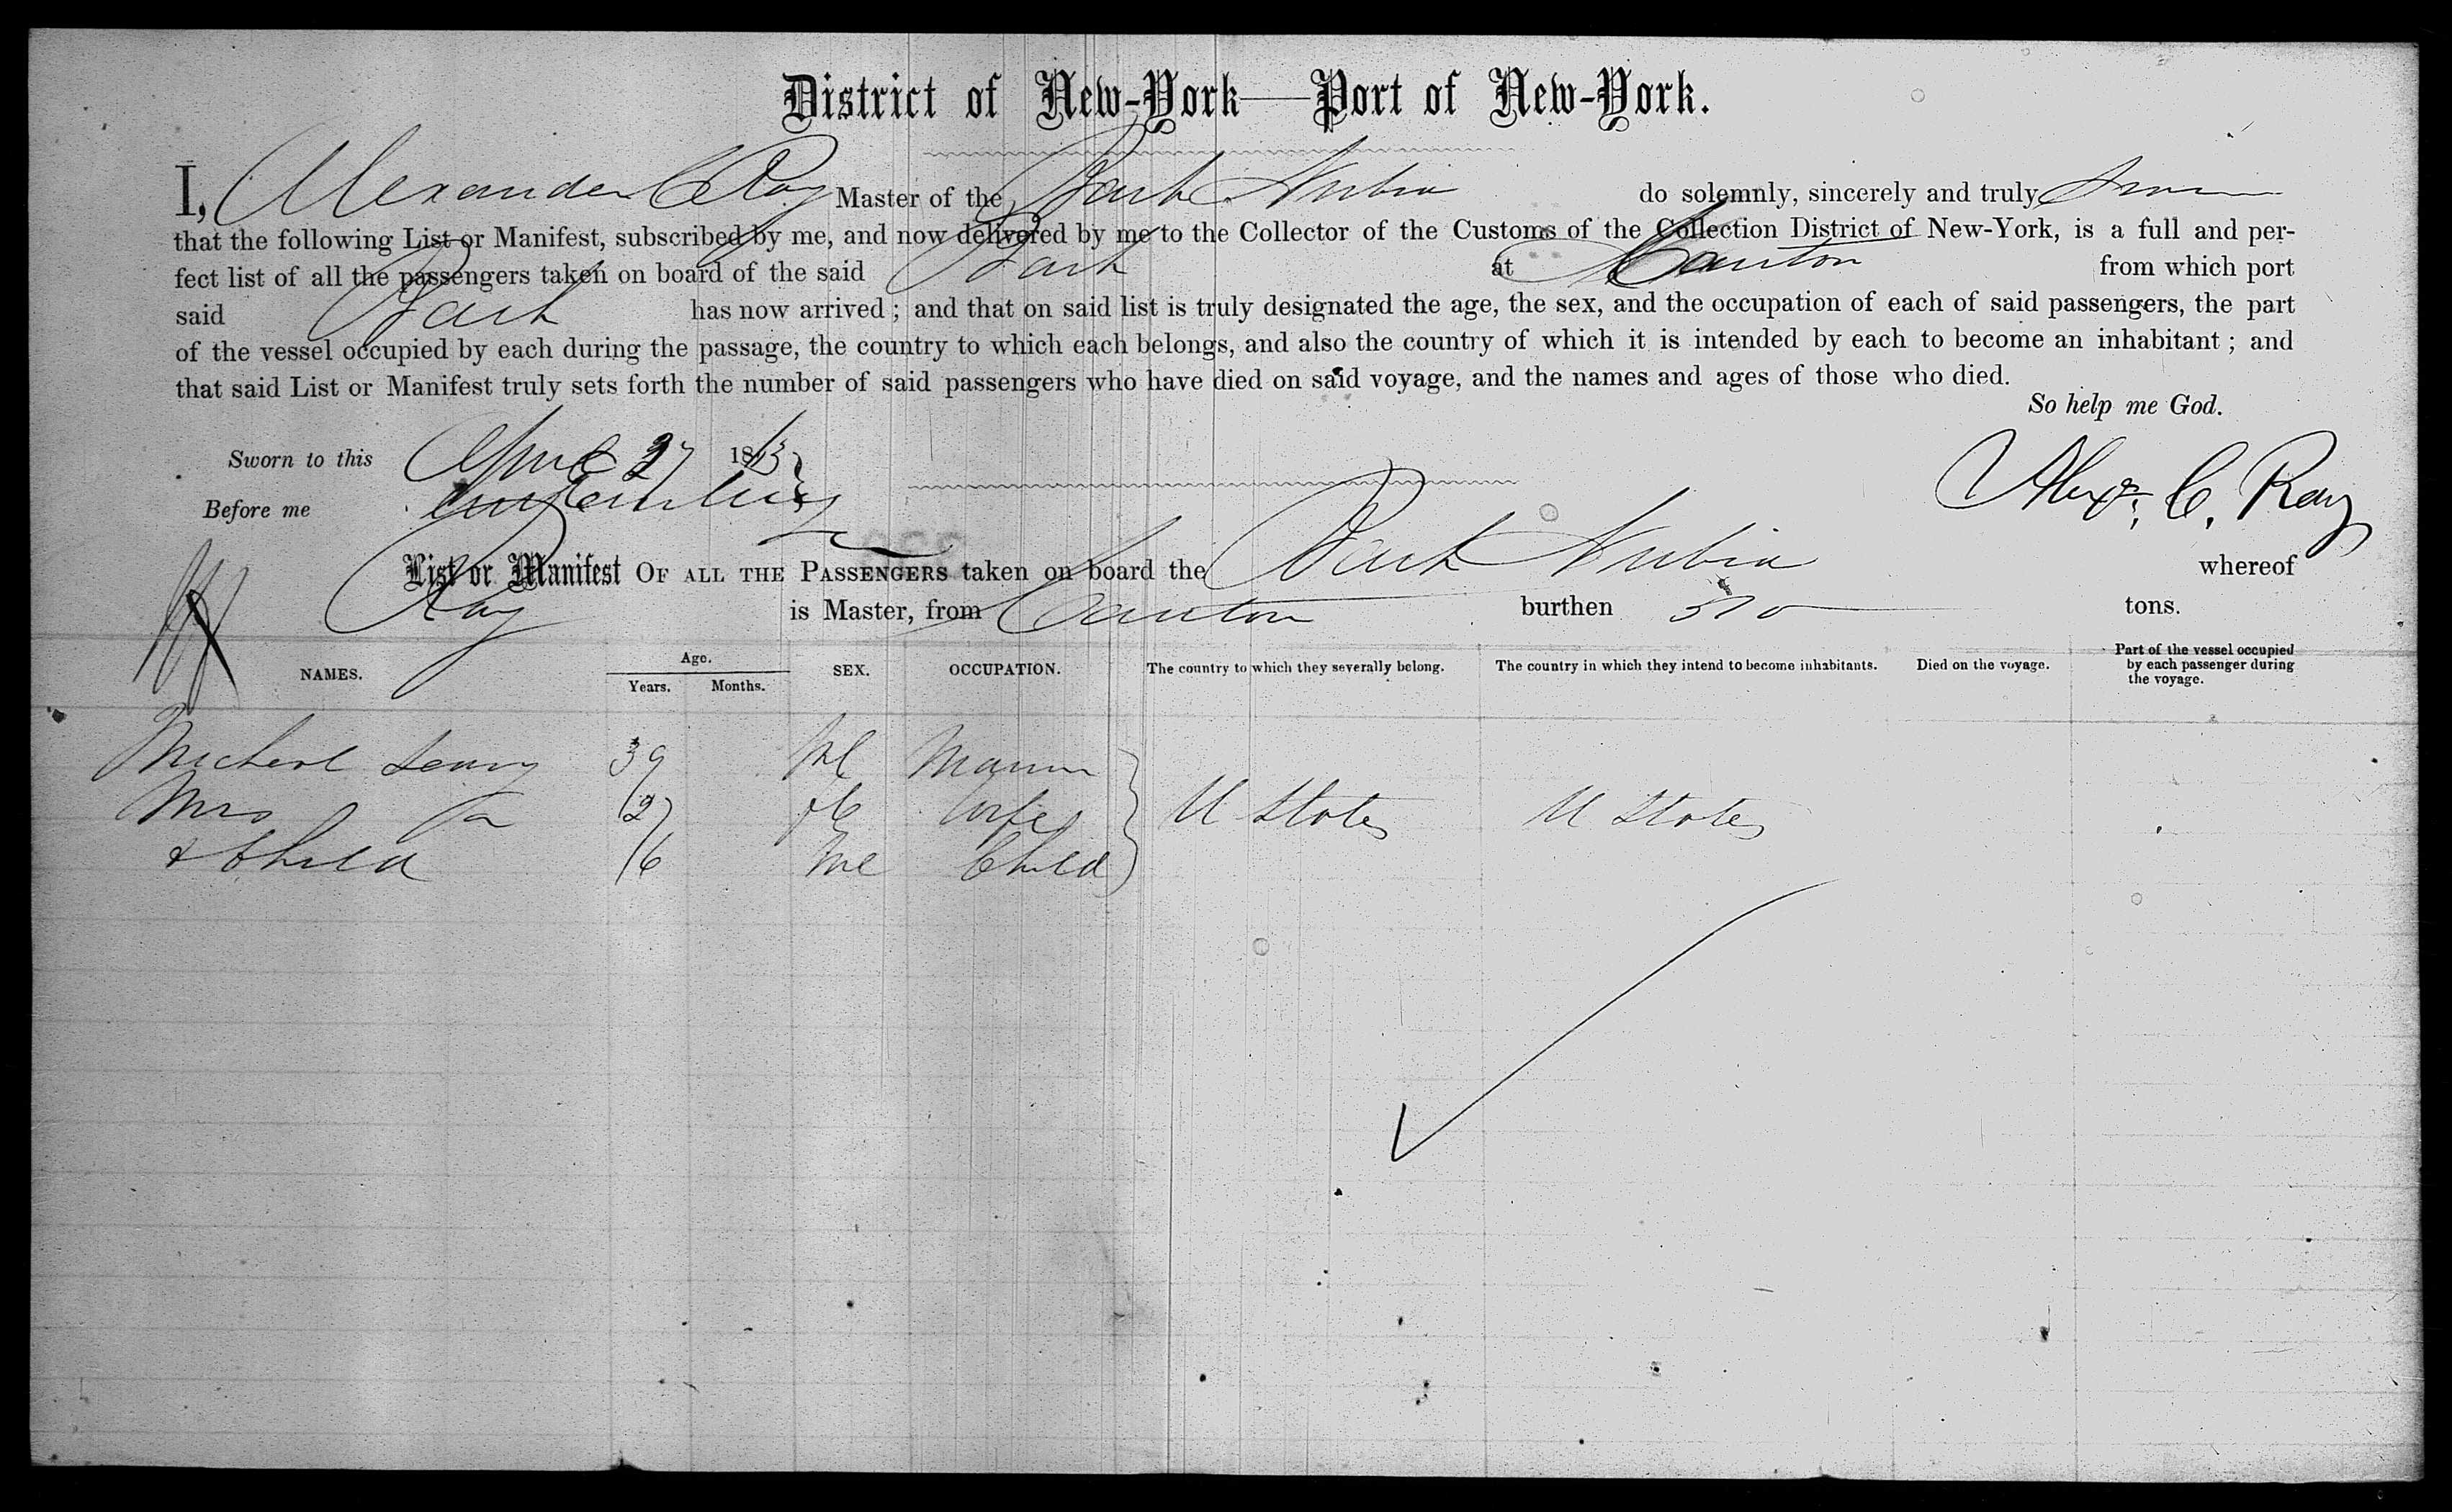 District of New-York—Port of New-York.
I, Alexander C Ray Master of the Bark Nubia do solemnly, sincerely and truly swear
that the following List or Manifest, subscribed by me, and now delivered by me to the Collector of the Customs of the Collection District of New-York, is a full and per-
fect list of all the passengers taken on board of the said Bark at Canton from which port
said Bark has now arrived; and that on said list is truly designated the age, the sex, and the occupation of each of said passengers, the part
of the vessel occupied by each during the passage, the country to which each belongs, and also the country of which it is intended by each to become an inhabitant; and
that said List or Manifest truly sets forth the number of said passengers who have died on said voyage, and the names and ages of those who died.
So help me God.
Sworn to this April 27 1863
Before me
Alexr. C. Ray
List or Manifest OF ALL THE PASSENGERS taken on board the Bark Nubia whereof
Ray is Master, from Canton burthen 370 tons.
NAMES. Age. Years. Months. SEX. OCCUPATION. The country to which they severally belong. The country in which they intend to become inhabitants. Died on the voyage. Part of the vessel occupied by each passenger during the voyage.
Michael 39 Ml
Mrs 27 fe Wife U States U States
& Child 6 Ml Child